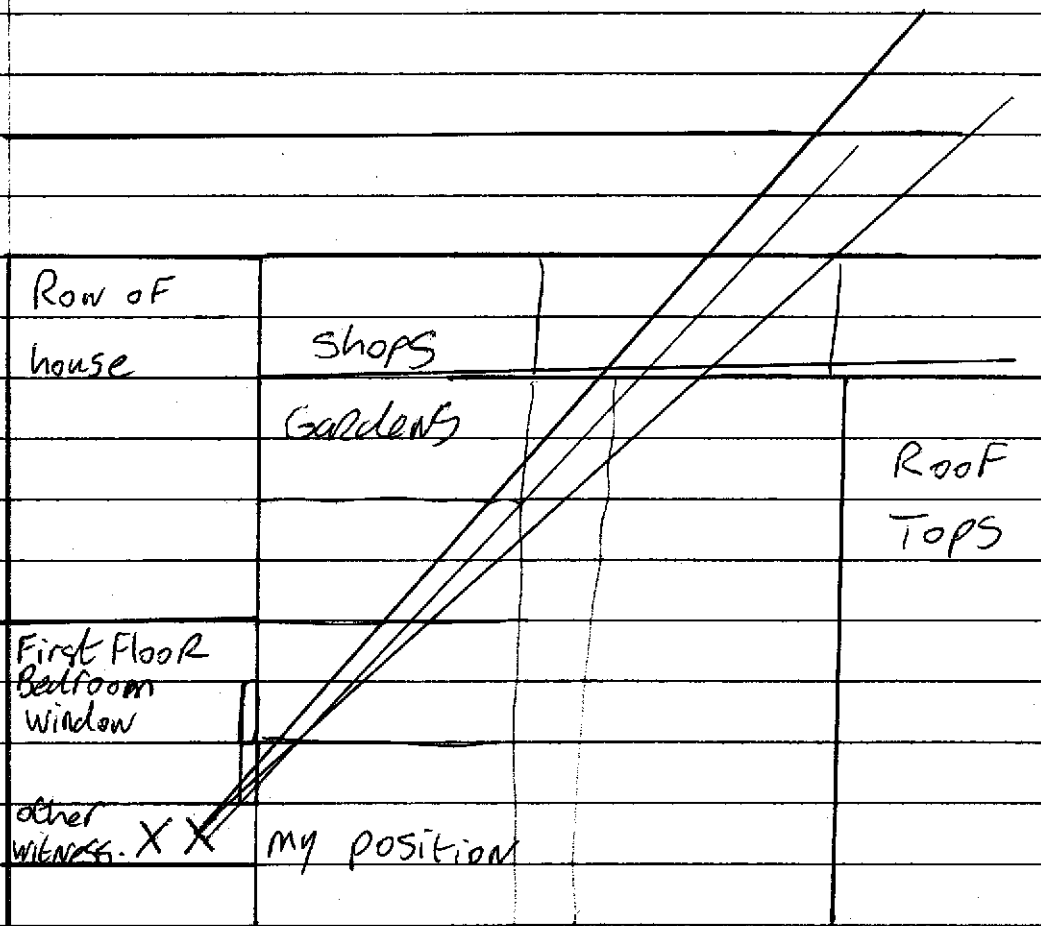 Row oF
house
Shops
GaRdens
RooF
Tops
First FlooR
Bedroom
window
other
witness. X X
my position